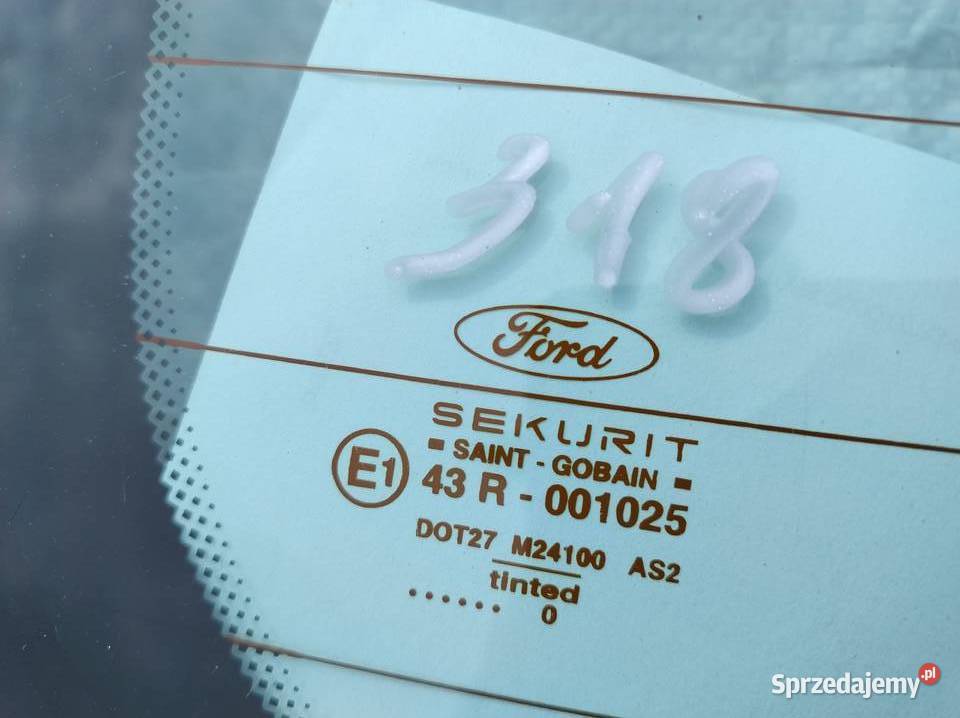 318
Ford
SEKURIT
SAINT - GOBAIN
E1 43 R - 001025
DOT27 M24100 AS2
tinted
...... 0
Sprzedajemy.pl